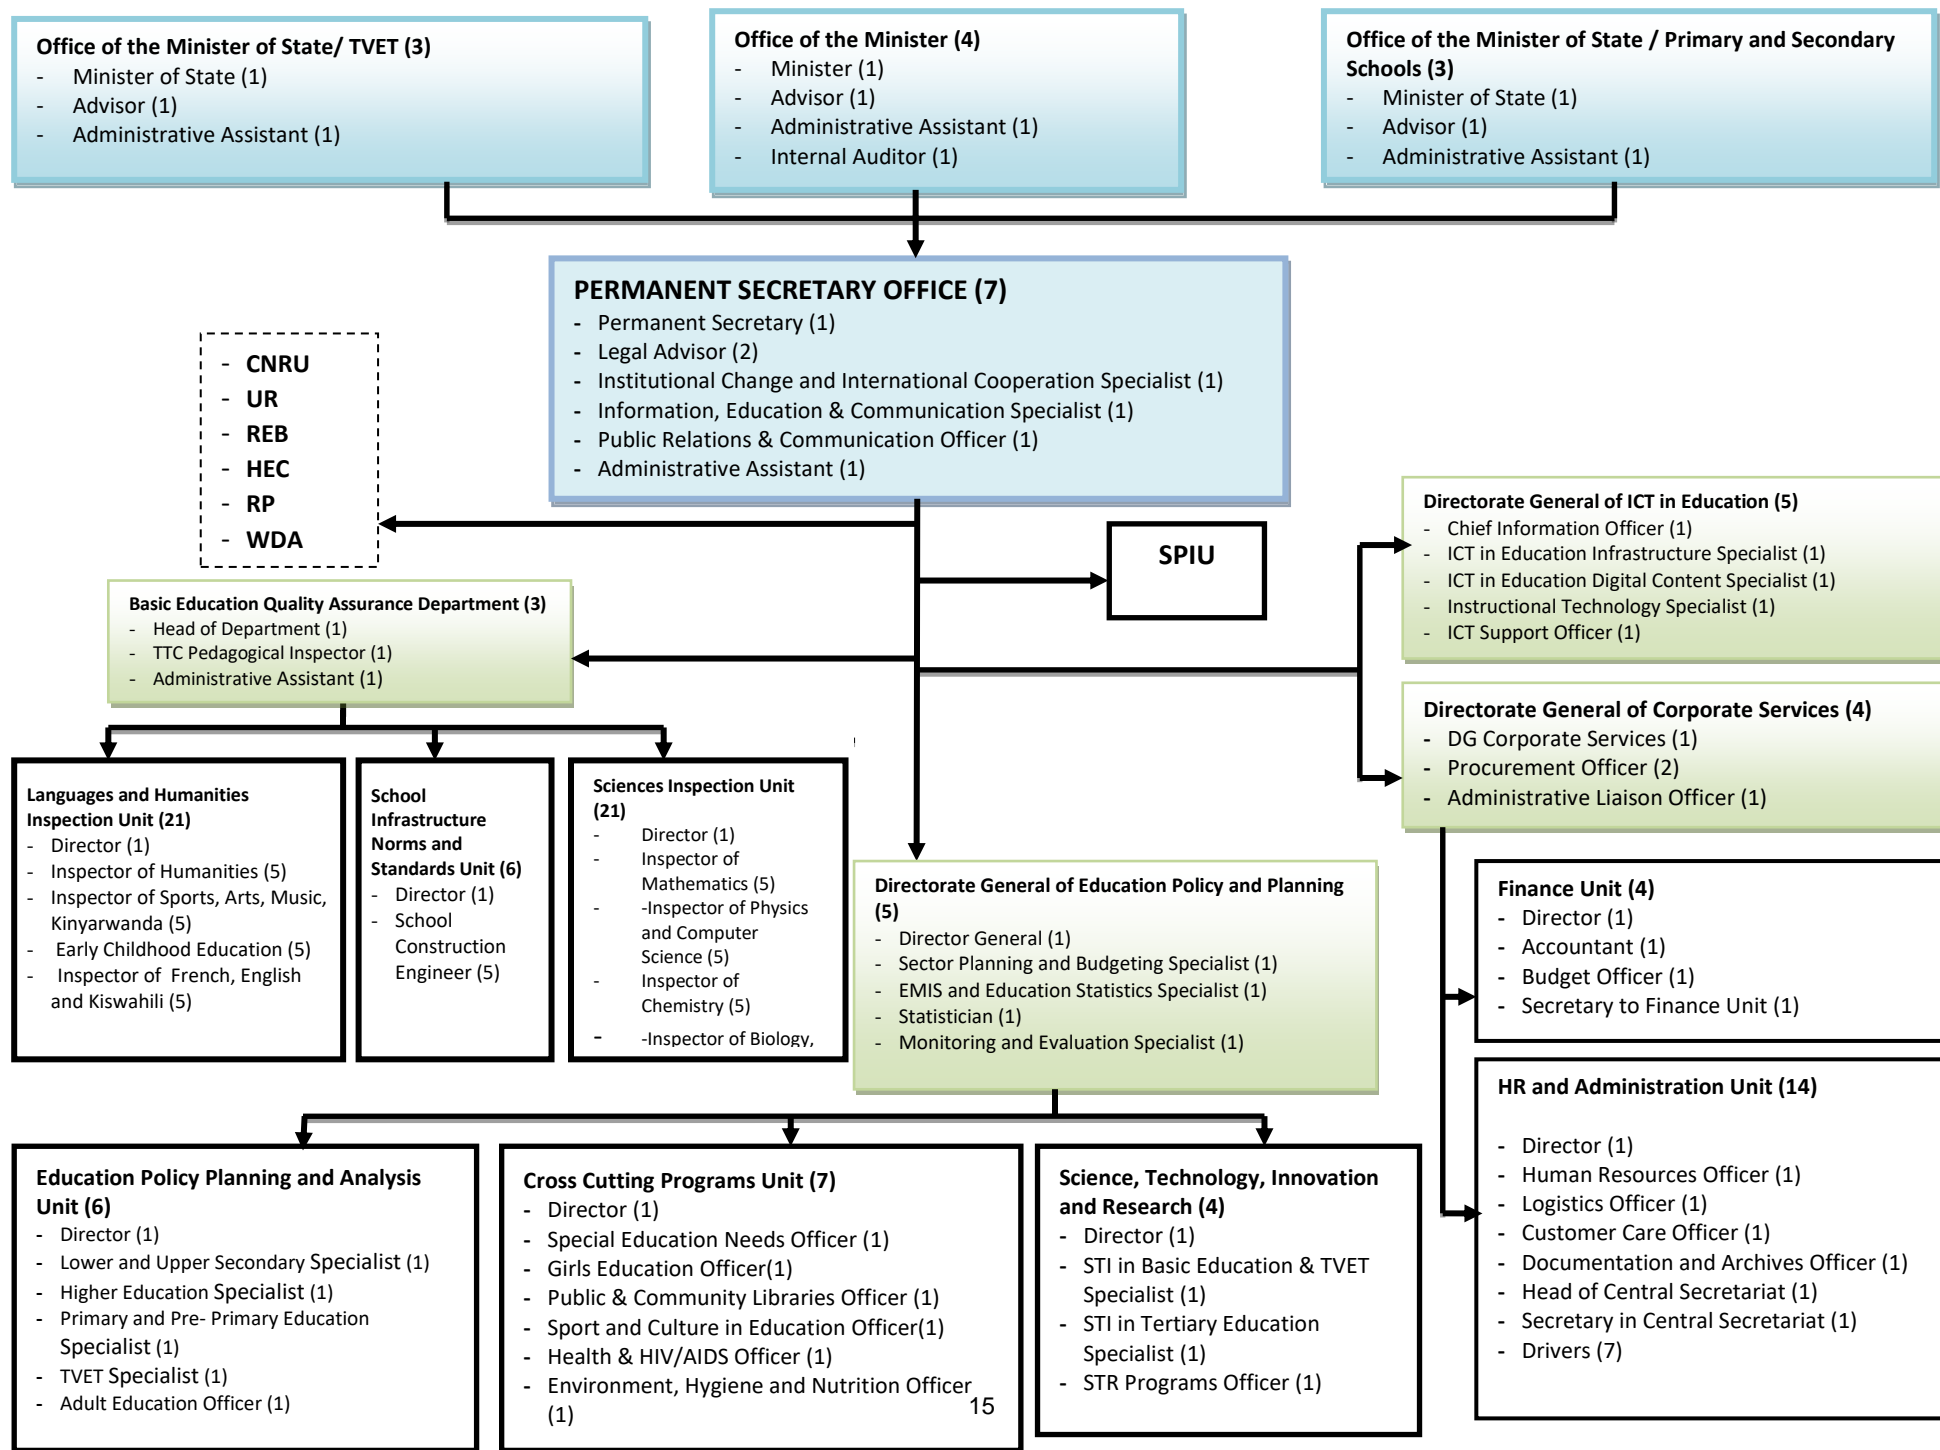 Office of the Minister of State/ TVET (3)
- Minister of State (1)
- Advisor (1)
- Administrative Assistant (1)
Office of the Minister (4)
- Minister (1)
- Advisor (1)
- Administrative Assistant (1)
- Internal Auditor (1)
Office of the Minister of State / Primary and Secondary
Schools (3)
- Minister of State (1)
- Advisor (1)
- Administrative Assistant (1)
PERMANENT SECRETARY OFFICE (7)
- Permanent Secretary (1)
- Legal Advisor (2)
- Institutional Change and International Cooperation Specialist (1)
- Information, Education & Communication Specialist (1)
- Public Relations & Communication Officer (1)
- Administrative Assistant (1)
- CNRU
- UR
- REB
- HEC
- RP
- WDA
SPIU
Directorate General of ICT in Education (5)
- Chief Information Officer (1)
- ICT in Education Infrastructure Specialist (1)
- ICT in Education Digital Content Specialist (1)
- Instructional Technology Specialist (1)
- ICT Support Officer (1)
Basic Education Quality Assurance Department (3)
- Head of Department (1)
- TTC Pedagogical Inspector (1)
- Administrative Assistant (1)
Directorate General of Corporate Services (4)
- DG Corporate Services (1)
- Procurement Officer (2)
- Administrative Liaison Officer (1)
Languages and Humanities
Inspection Unit (21)
- Director (1)
- Inspector of Humanities (5)
- Inspector of Sports, Arts, Music,
Kinyarwanda (5)
- Early Childhood Education (5)
- Inspector of French, English
and Kiswahili (5)
School
Infrastructure
Norms and
Standards Unit (6)
- Director (1)
- School
Construction
Engineer (5)
Sciences Inspection Unit
(21)
- Director (1)
- Inspector of
Mathematics (5)
- -Inspector of Physics
and Computer
Science (5)
- Inspector of
Chemistry (5)
- -Inspector of Biology,
Directorate General of Education Policy and Planning
(5)
- Director General (1)
- Sector Planning and Budgeting Specialist (1)
- EMIS and Education Statistics Specialist (1)
- Statistician (1)
- Monitoring and Evaluation Specialist (1)
Finance Unit (4)
- Director (1)
- Accountant (1)
- Budget Officer (1)
- Secretary to Finance Unit (1)
HR and Administration Unit (14)
- Director (1)
- Human Resources Officer (1)
- Logistics Officer (1)
- Customer Care Officer (1)
- Documentation and Archives Officer (1)
- Head of Central Secretariat (1)
- Secretary in Central Secretariat (1)
- Drivers (7)
Education Policy Planning and Analysis
Unit (6)
- Director (1)
- Lower and Upper Secondary Specialist (1)
- Higher Education Specialist (1)
- Primary and Pre- Primary Education
Specialist (1)
- TVET Specialist (1)
- Adult Education Officer (1)
Cross Cutting Programs Unit (7)
- Director (1)
- Special Education Needs Officer (1)
- Girls Education Officer(1)
- Public & Community Libraries Officer (1)
- Sport and Culture in Education Officer(1)
- Health & HIV/AIDS Officer (1)
- Environment, Hygiene and Nutrition Officer
(1)
Science, Technology, Innovation
and Research (4)
- Director (1)
- STI in Basic Education & TVET
Specialist (1)
- STI in Tertiary Education
Specialist (1)
- STR Programs Officer (1)
15